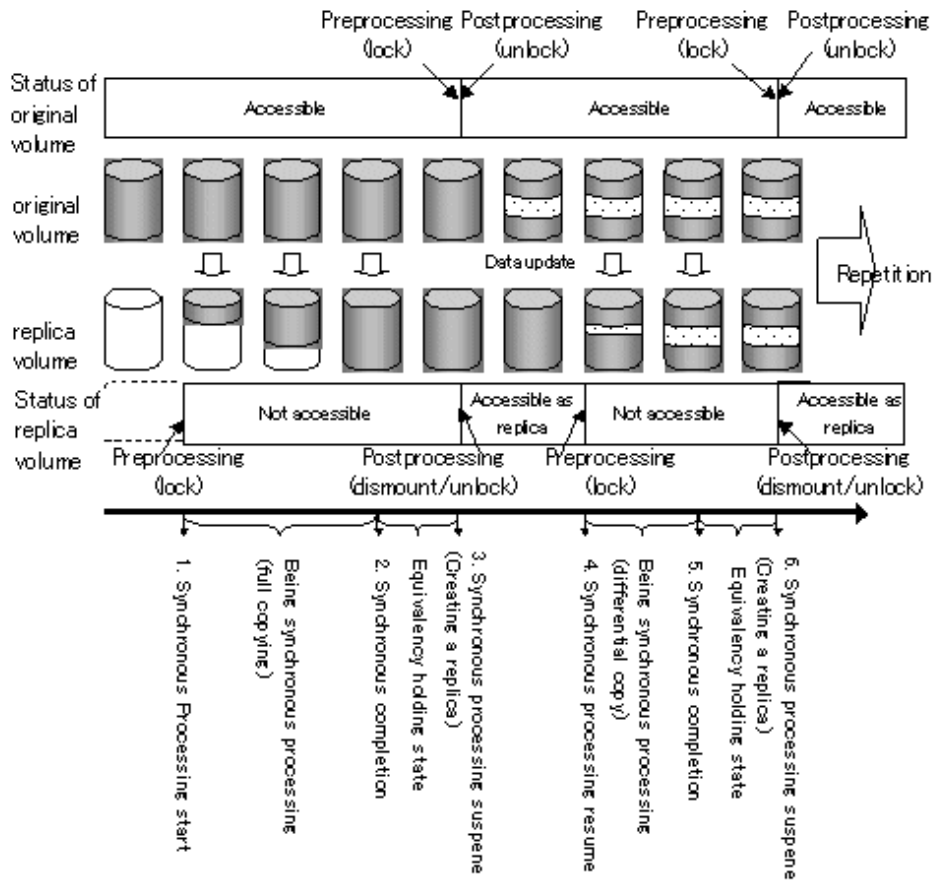 Preprocessing
(lock)
Postprocessing
(unlock)
Preprocessing
(lock)
Postprocessing
(unlock)
Status of
original
volume
Accessible
Accessible
Accessible
original
volume
Data update
Repetition
replica
volume
Status of
replica
volume
Not accessible
Accessible as
replica
Not accessible
Accessible as
replica
Preprocessing
(lock)
Postprocessing
(dismount/unlock)
Preprocessing
(lock)
Postprocessing
(dismount/unlock)
1. Synchronous Processing start
Being synchronous processing
(full copying)
2. Synchronous completion
Equivalency holding state
3. Synchronous processing suspene
(Creating a replica)
4. Synchronous processing resume
Being synchronous processing
(differential copy)
5. Synchronous completion
Equivalency holding state
6. Synchronous processing suspene
(Creating a replica)